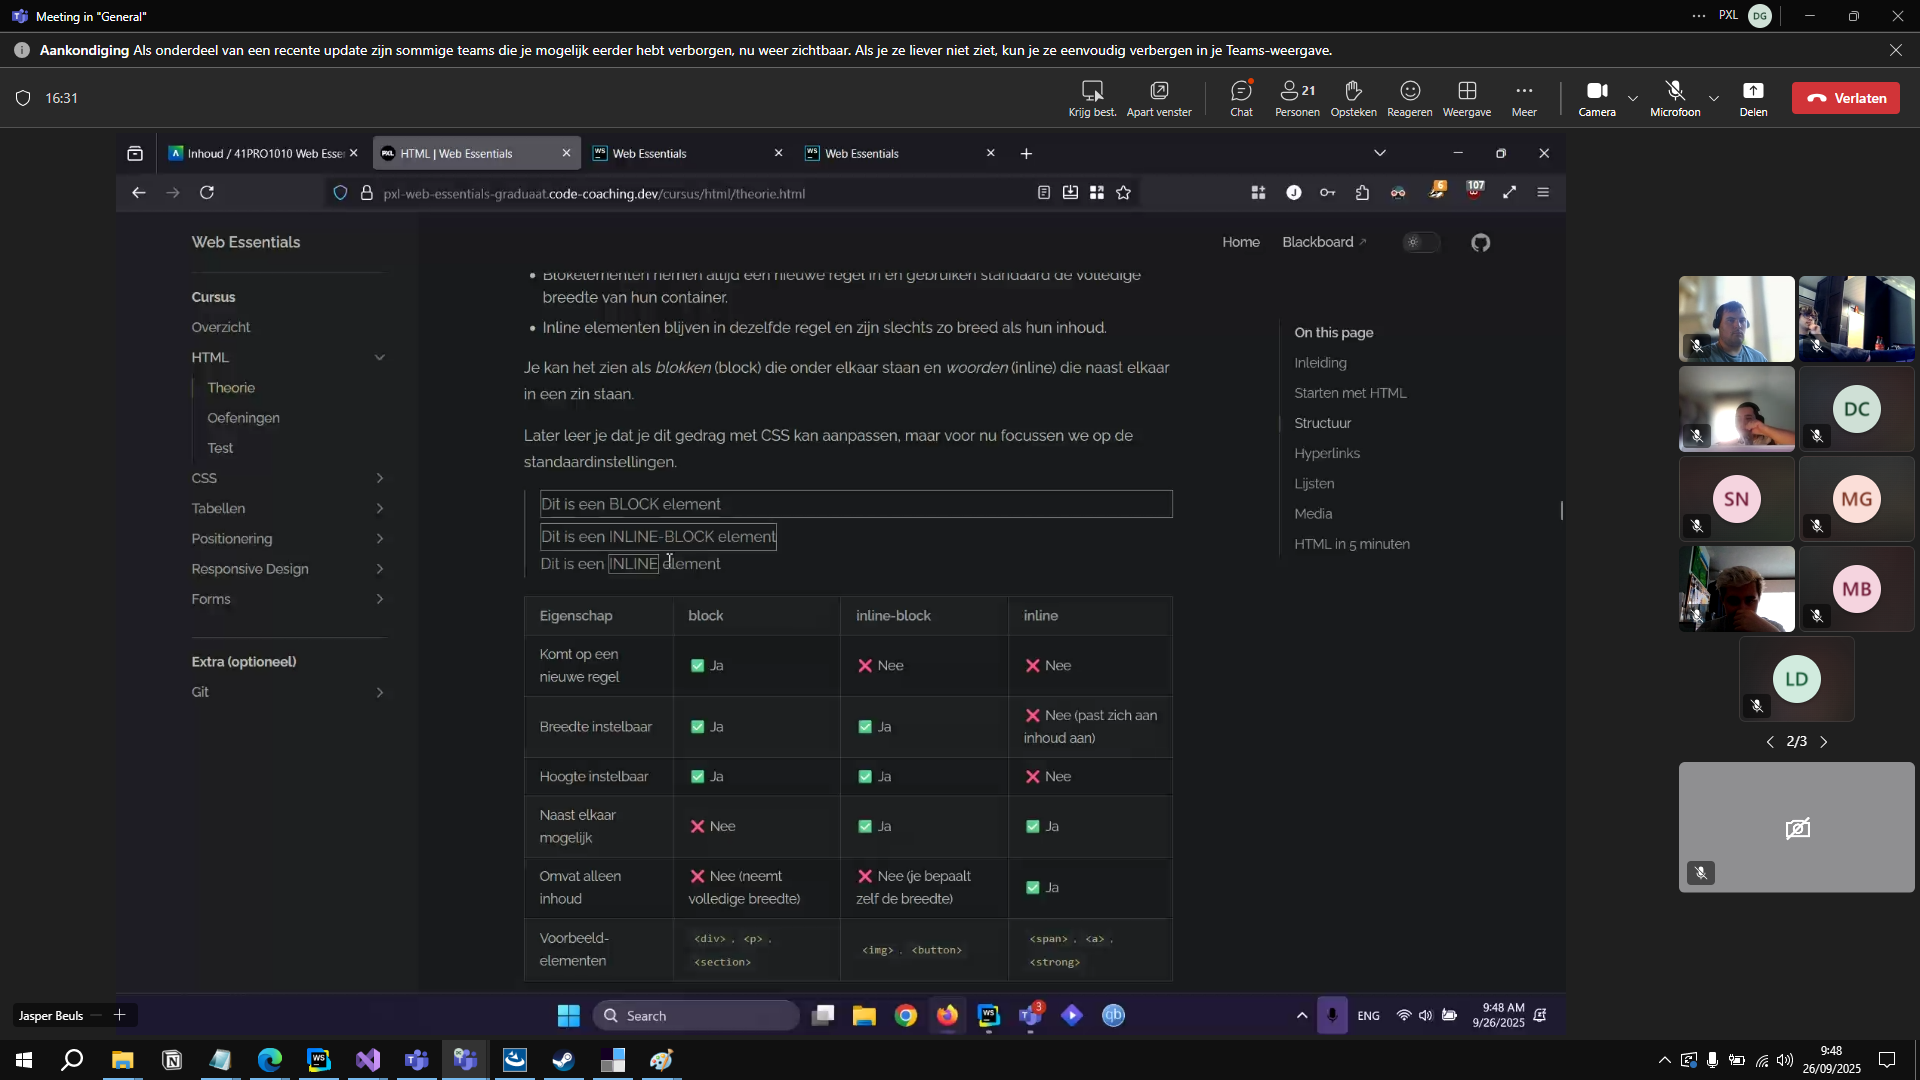 Meeting in "General"
PXL
DG
Aankondiging Als onderdeel van een recente update zijn sommige teams die je mogelijk eerder hebt verborgen, nu weer zichtbaar. Als je ze liever niet ziet, kun je ze eenvoudig verbergen in je Teams-weergave.
16:31
Krijg best.
Apart venster
Chat
21
Personen
Opsteken
Reageren
Weergave
Meer
Camera
Microfoon
Delen
Verlaten
Inhoud / 41PRO1010 Web Esse
HTML | Web Essentials
Web Essentials
Web Essentials
pxl-web-essentials-graduaat.code-coaching.dev/cursus/html/theorie.html
J
6
107
Web Essentials
Home
Blackboard
Cursus
Overzicht
HTML
Theorie
Oefeningen
Test
CSS
Tabellen
Positionering
Responsive Design
Forms
Extra (optioneel)
Git
Blokelementen nemen altijd een nieuwe regel in en gebruiken standaard de volledige
breedte van hun container.
Inline elementen blijven in dezelfde regel en zijn slechts zo breed als hun inhoud.
Je kan het zien als blokken (block) die onder elkaar staan en woorden (inline) die naast elkaar
in een zin staan.
Later leer je dat je dit gedrag met CSS kan aanpassen, maar voor nu focussen we op de
standaardinstellingen.
Dit is een BLOCK element
Dit is een INLINE-BLOCK element
Dit is een INLINE element
Eigenschap block inline-block inline
Komt op een nieuwe regel Ja Nee Nee
Breedte instelbaar Ja Ja Nee (past zich aan inhoud aan)
Hoogte instelbaar Ja Ja Nee
Naast elkaar mogelijk Nee Ja Ja
Omvat alleen inhoud Nee (neemt volledige breedte) Nee (je bepaalt zelf de breedte) Ja
Voorbeeld-elementen <div> , <p> , <section> <img> , <button> <span> , <a> , <strong>
On this page
Inleiding
Starten met HTML
Structuur
Hyperlinks
Lijsten
Media
HTML in 5 minuten
DC
SN
MG
MB
LD
2/3
Jasper Beuls
Search
WS
3
qb
ENG
9:48 AM
9/26/2025
9:48
26/09/2025